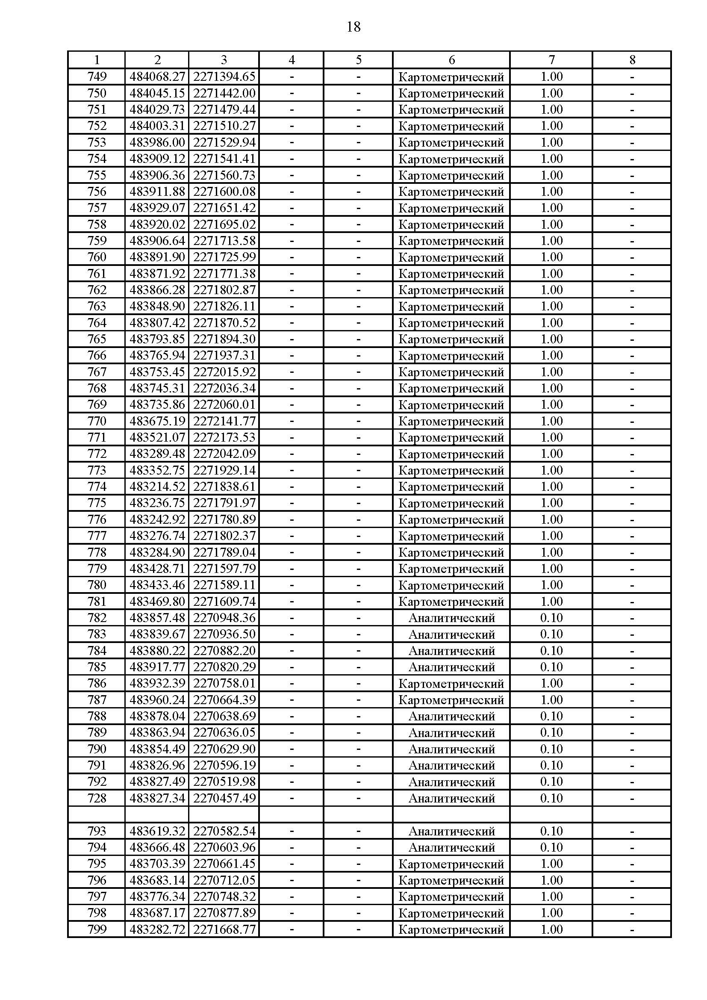 18
1 2 3 4 5 6 7 8
749 484068.27 2271394.65 - - Картометрический 1.00 -
750 484045.15 2271442.00 - - Картометрический 1.00 -
751 484029.73 2271479.44 - - Картометрический 1.00 -
752 484003.31 2271510.27 - - Картометрический 1.00 -
753 483986.00 2271529.94 - - Картометрический 1.00 -
754 483909.12 2271541.41 - - Картометрический 1.00 -
755 483906.36 2271560.73 - - Картометрический 1.00 -
756 483911.88 2271600.08 - - Картометрический 1.00 -
757 483929.07 2271651.42 - - Картометрический 1.00 -
758 483920.02 2271695.02 - - Картометрический 1.00 -
759 483906.64 2271713.58 - - Картометрический 1.00 -
760 483891.90 2271725.99 - - Картометрический 1.00 -
761 483871.92 2271771.38 - - Картометрический 1.00 -
762 483866.28 2271802.87 - - Картометрический 1.00 -
763 483848.90 2271826.11 - - Картометрический 1.00 -
764 483807.42 2271870.52 - - Картометрический 1.00 -
765 483793.85 2271894.30 - - Картометрический 1.00 -
766 483765.94 2271937.31 - - Картометрический 1.00 -
767 483753.45 2272015.92 - - Картометрический 1.00 -
768 483745.31 2272036.34 - - Картометрический 1.00 -
769 483735.86 2272060.01 - - Картометрический 1.00 -
770 483675.19 2272141.77 - - Картометрический 1.00 -
771 483521.07 2272173.53 - - Картометрический 1.00 -
772 483289.48 2272042.09 - - Картометрический 1.00 -
773 483352.75 2271929.14 - - Картометрический 1.00 -
774 483214.52 2271838.61 - - Картометрический 1.00 -
775 483236.75 2271791.97 - - Картометрический 1.00 -
776 483242.92 2271780.89 - - Картометрический 1.00 -
777 483276.74 2271802.37 - - Картометрический 1.00 -
778 483284.90 2271789.04 - - Картометрический 1.00 -
779 483428.71 2271597.79 - - Картометрический 1.00 -
780 483433.46 2271589.11 - - Картометрический 1.00 -
781 483469.80 2271609.74 - - Картометрический 1.00 -
782 483857.48 2270948.36 - - Аналитический 0.10 -
783 483839.67 2270936.50 - - Аналитический 0.10 -
784 483880.22 2270882.20 - - Аналитический 0.10 -
785 483917.77 2270820.29 - - Аналитический 0.10 -
786 483932.39 2270758.01 - - Картометрический 1.00 -
787 483960.24 2270664.39 - - Картометрический 1.00 -
788 483878.04 2270638.69 - - Аналитический 0.10 -
789 483863.94 2270636.05 - - Аналитический 0.10 -
790 483854.49 2270629.90 - - Аналитический 0.10 -
791 483826.96 2270596.19 - - Аналитический 0.10 -
792 483827.49 2270519.98 - - Аналитический 0.10 -
728 483827.34 2270457.49 - - Аналитический 0.10 -
793 483619.32 2270582.54 - - Аналитический 0.10 -
794 483666.48 2270603.96 - - Аналитический 0.10 -
795 483703.39 2270661.45 - - Картометрический 1.00 -
796 483683.14 2270712.05 - - Картометрический 1.00 -
797 483776.34 2270748.32 - - Картометрический 1.00 -
798 483687.17 2270877.89 - - Картометрический 1.00 -
799 483282.72 2271668.77 - - Картометрический 1.00 -